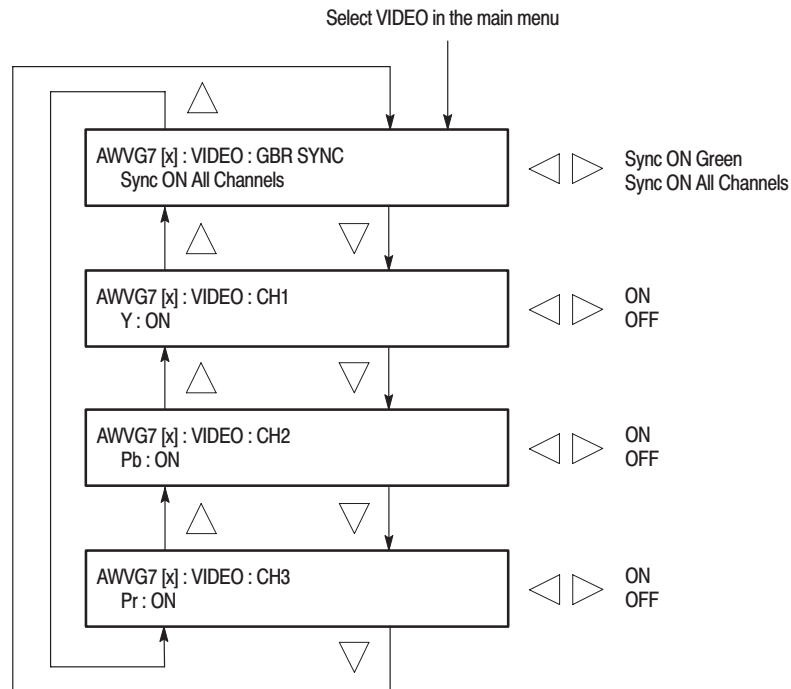 Select VIDEO in the main menu
AWVG7 [x] : VIDEO : GBR SYNC
Sync ON All Channels
Sync ON Green
Sync ON All Channels
AWVG7 [x] : VIDEO : CH1
Y : ON
ON
OFF
AWVG7 [x] : VIDEO : CH2
Pb : ON
ON
OFF
AWVG7 [x] : VIDEO : CH3
Pr : ON
ON
OFF